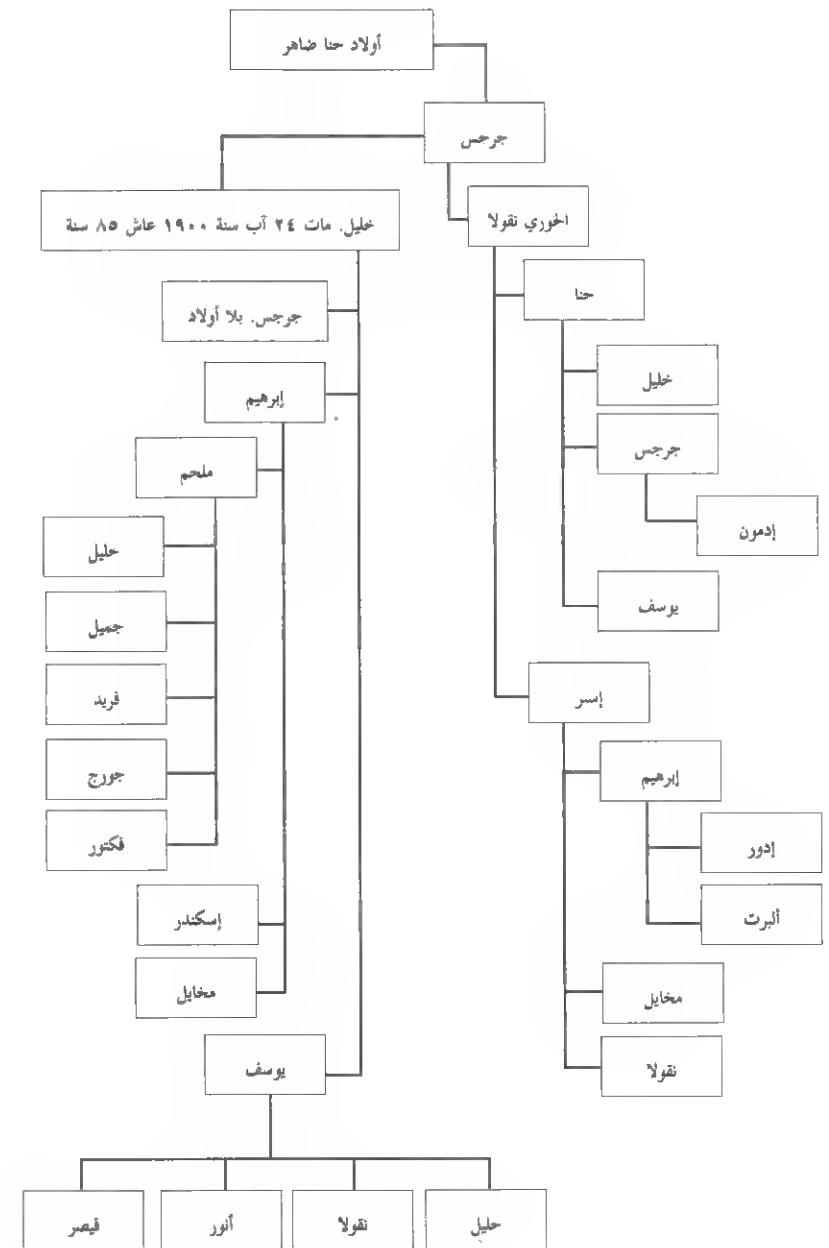 أولاد حنا ضاهر
جرجس
الخوري نقولا
حنا
خليل
جرجس
إدمون
يوسف
إسبر
إبرهيم
إدور
ألبرت
مخايل
نقولا
خليل. مات ٢٤ آب سنة ١٩٠٠ عاش ٨٥ سنة
جرجس. بلا أولاد
إبرهيم
ملحم
خليل
جميل
فريد
جورج
فكتور
إسكندر
مخايل
يوسف
خليل
نقولا
أنور
قيصر